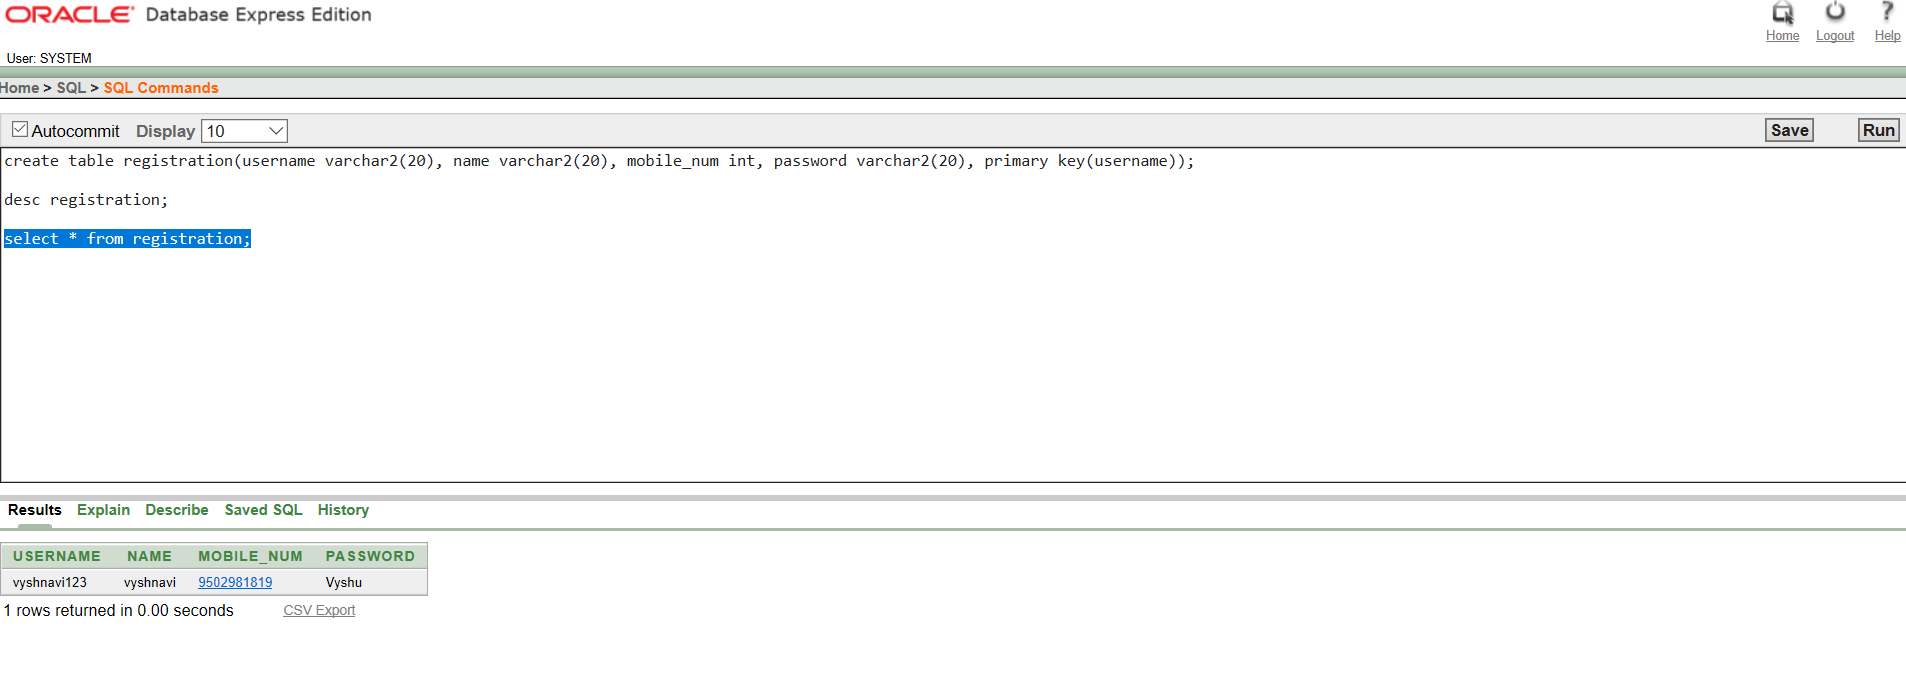 ORACLE Database Express Edition
Home Logout Help
User: SYSTEM
Home > SQL > SQL Commands
Autocommit Display 10 Save Run
create table registration(username varchar2(20), name varchar2(20), mobile_num int, password varchar2(20), primary key(username));
desc registration;
select * from registration;
Results Explain Describe Saved SQL History
USERNAME NAME MOBILE_NUM PASSWORD
vyshnavi123 vyshnavi 9502981819 Vyshu
1 rows returned in 0.00 seconds CSV Export